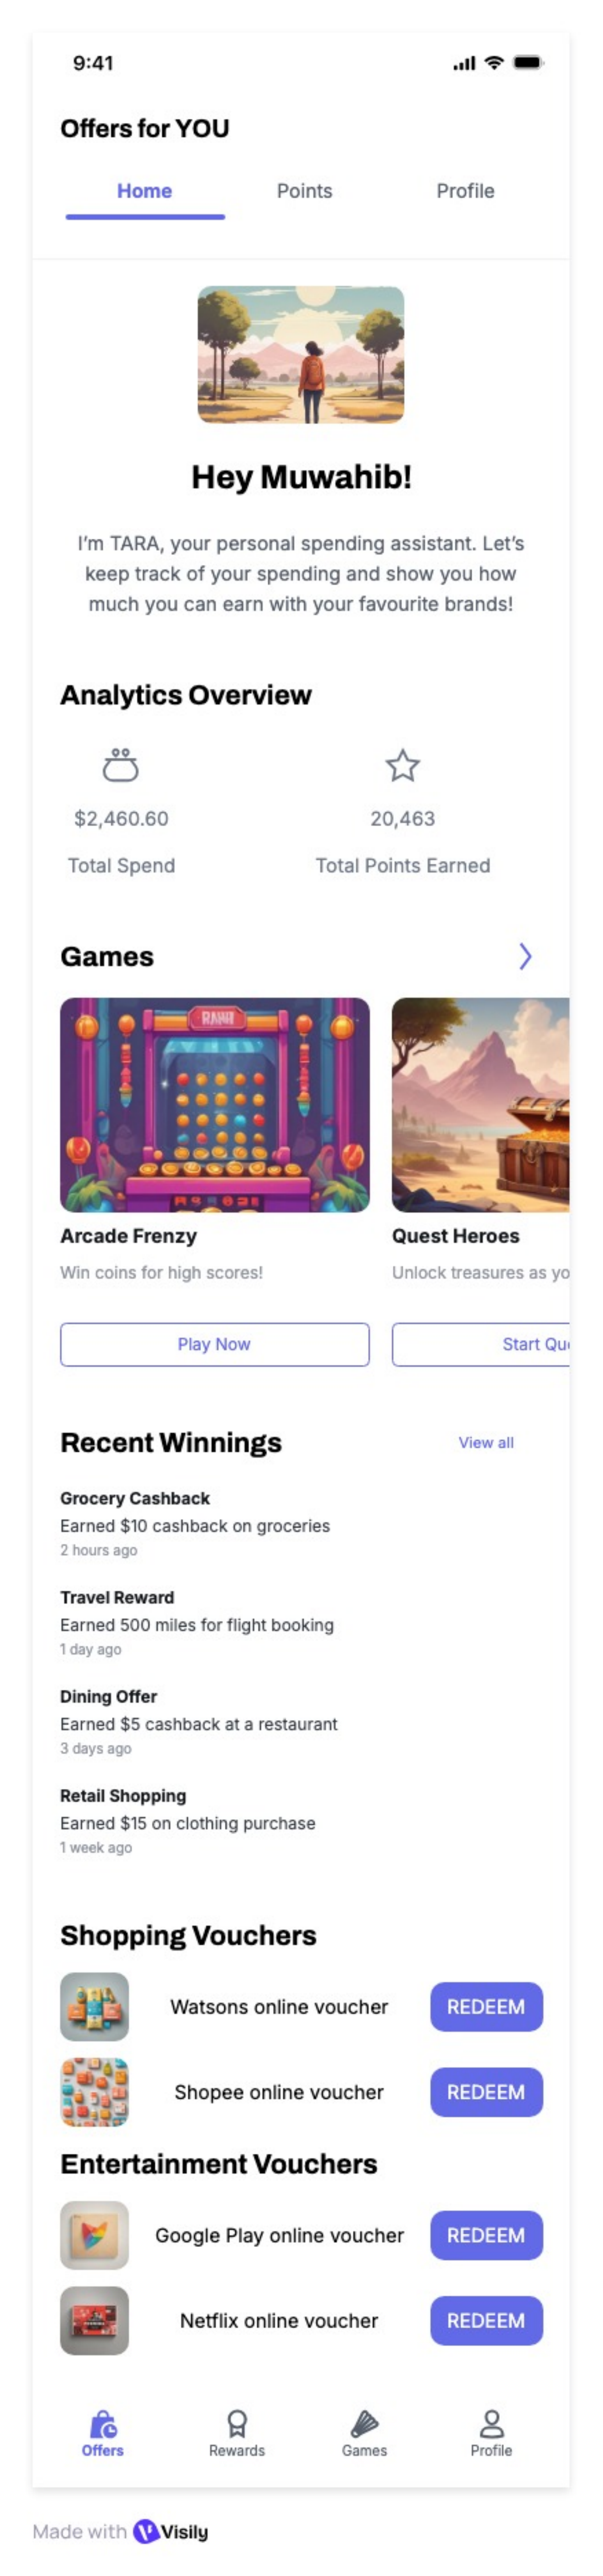 9:41
Offers for YOU
Home Points Profile
Hey Muwahib!
I'm TARA, your personal spending assistant. Let's
keep track of your spending and show you how
much you can earn with your favourite brands!
Analytics Overview
$2,460.60 20,463
Total Spend Total Points Earned
Games
Arcade Frenzy Quest Heroes
Win coins for high scores! Unlock treasures as yo
Play Now Start Que
Recent Winnings View all
Grocery Cashback
Earned $10 cashback on groceries
2 hours ago
Travel Reward
Earned 500 miles for flight booking
1 day ago
Dining Offer
Earned $5 cashback at a restaurant
3 days ago
Retail Shopping
Earned $15 on clothing purchase
1 week ago
Shopping Vouchers
Watsons online voucher REDEEM
Shopee online voucher REDEEM
Entertainment Vouchers
Google Play online voucher REDEEM
Netflix online voucher REDEEM
Offers Rewards Games Profile
Made with Visily